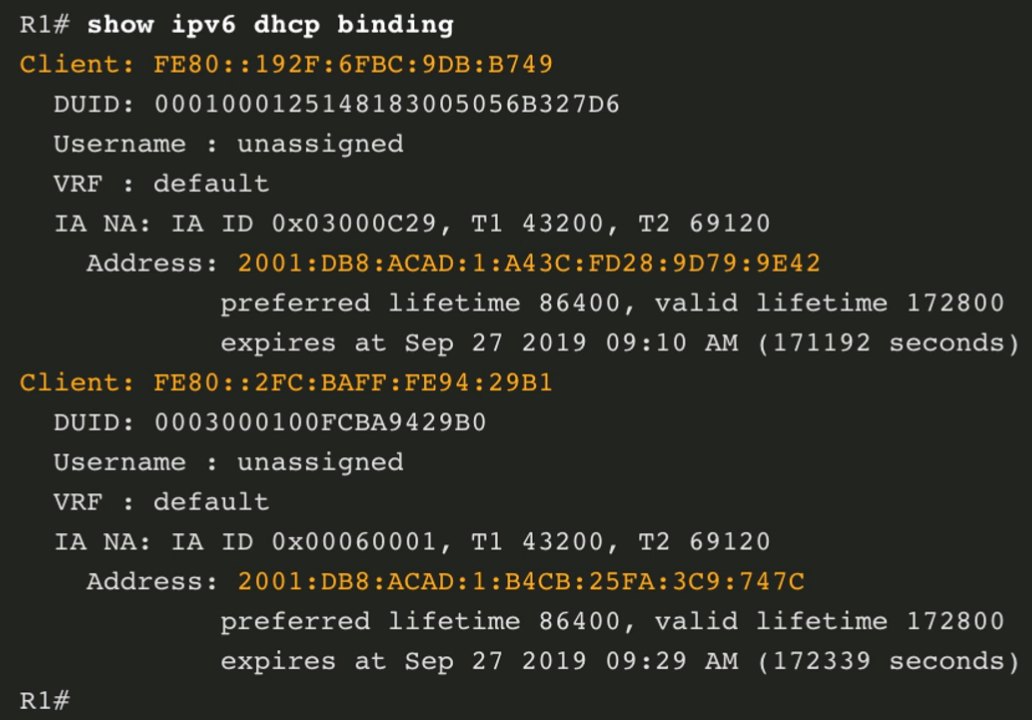 R1# show ipv6 dhcp binding
Client: FE80::192F:6FBC:9DB:B749
DUID: 0001000125148183005056B327D6
Username : unassigned
VRF : default
IA NA: IA ID 0x03000C29, T1 43200, T2 69120
Address: 2001:DB8:ACAD:1:A43C:FD28:9D79:9E42
preferred lifetime 86400, valid lifetime 172800
expires at Sep 27 2019 09:10 AM (171192 seconds)
Client: FE80::2FC:BAFF:FE94:29B1
DUID: 0003000100FCBA9429B0
Username : unassigned
VRF : default
IA NA: IA ID 0x00060001, T1 43200, T2 69120
Address: 2001:DB8:ACAD:1:B4CB:25FA:3C9:747C
preferred lifetime 86400, valid lifetime 172800
expires at Sep 27 2019 09:29 AM (172339 seconds)
R1#